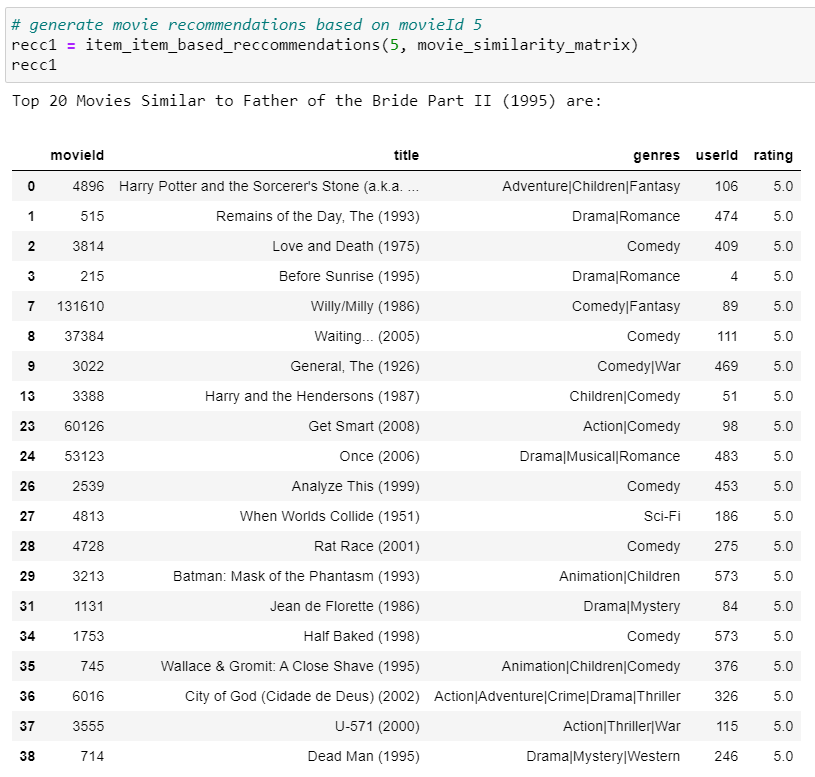 # generate movie recommendations based on movieId 5
recc1 = item_item_based_reccommendations(5, movie_similarity_matrix)
recc1
Top 20 Movies Similar to Father of the Bride Part II (1995) are:
movieId title genres userId rating
0 4896 Harry Potter and the Sorcerer's Stone (a.k.a. ... Adventure|Children|Fantasy 106 5.0
1 515 Remains of the Day, The (1993) Drama|Romance 474 5.0
2 3814 Love and Death (1975) Comedy 409 5.0
3 215 Before Sunrise (1995) Drama|Romance 4 5.0
7 131610 Willy/Milly (1986) Comedy|Fantasy 89 5.0
8 37384 Waiting... (2005) Comedy 111 5.0
9 3022 General, The (1926) Comedy|War 469 5.0
13 3388 Harry and the Hendersons (1987) Children|Comedy 51 5.0
23 60126 Get Smart (2008) Action|Comedy 98 5.0
24 53123 Once (2006) Drama|Musical|Romance 483 5.0
26 2539 Analyze This (1999) Comedy 453 5.0
27 4813 When Worlds Collide (1951) Sci-Fi 186 5.0
28 4728 Rat Race (2001) Comedy 275 5.0
29 3213 Batman: Mask of the Phantasm (1993) Animation|Children 573 5.0
31 1131 Jean de Florette (1986) Drama|Mystery 84 5.0
34 1753 Half Baked (1998) Comedy 573 5.0
35 745 Wallace & Gromit: A Close Shave (1995) Animation|Children|Comedy 376 5.0
36 6016 City of God (Cidade de Deus) (2002) Action|Adventure|Crime|Drama|Thriller 326 5.0
37 3555 U-571 (2000) Action|Thriller|War 115 5.0
38 714 Dead Man (1995) Drama|Mystery|Western 246 5.0